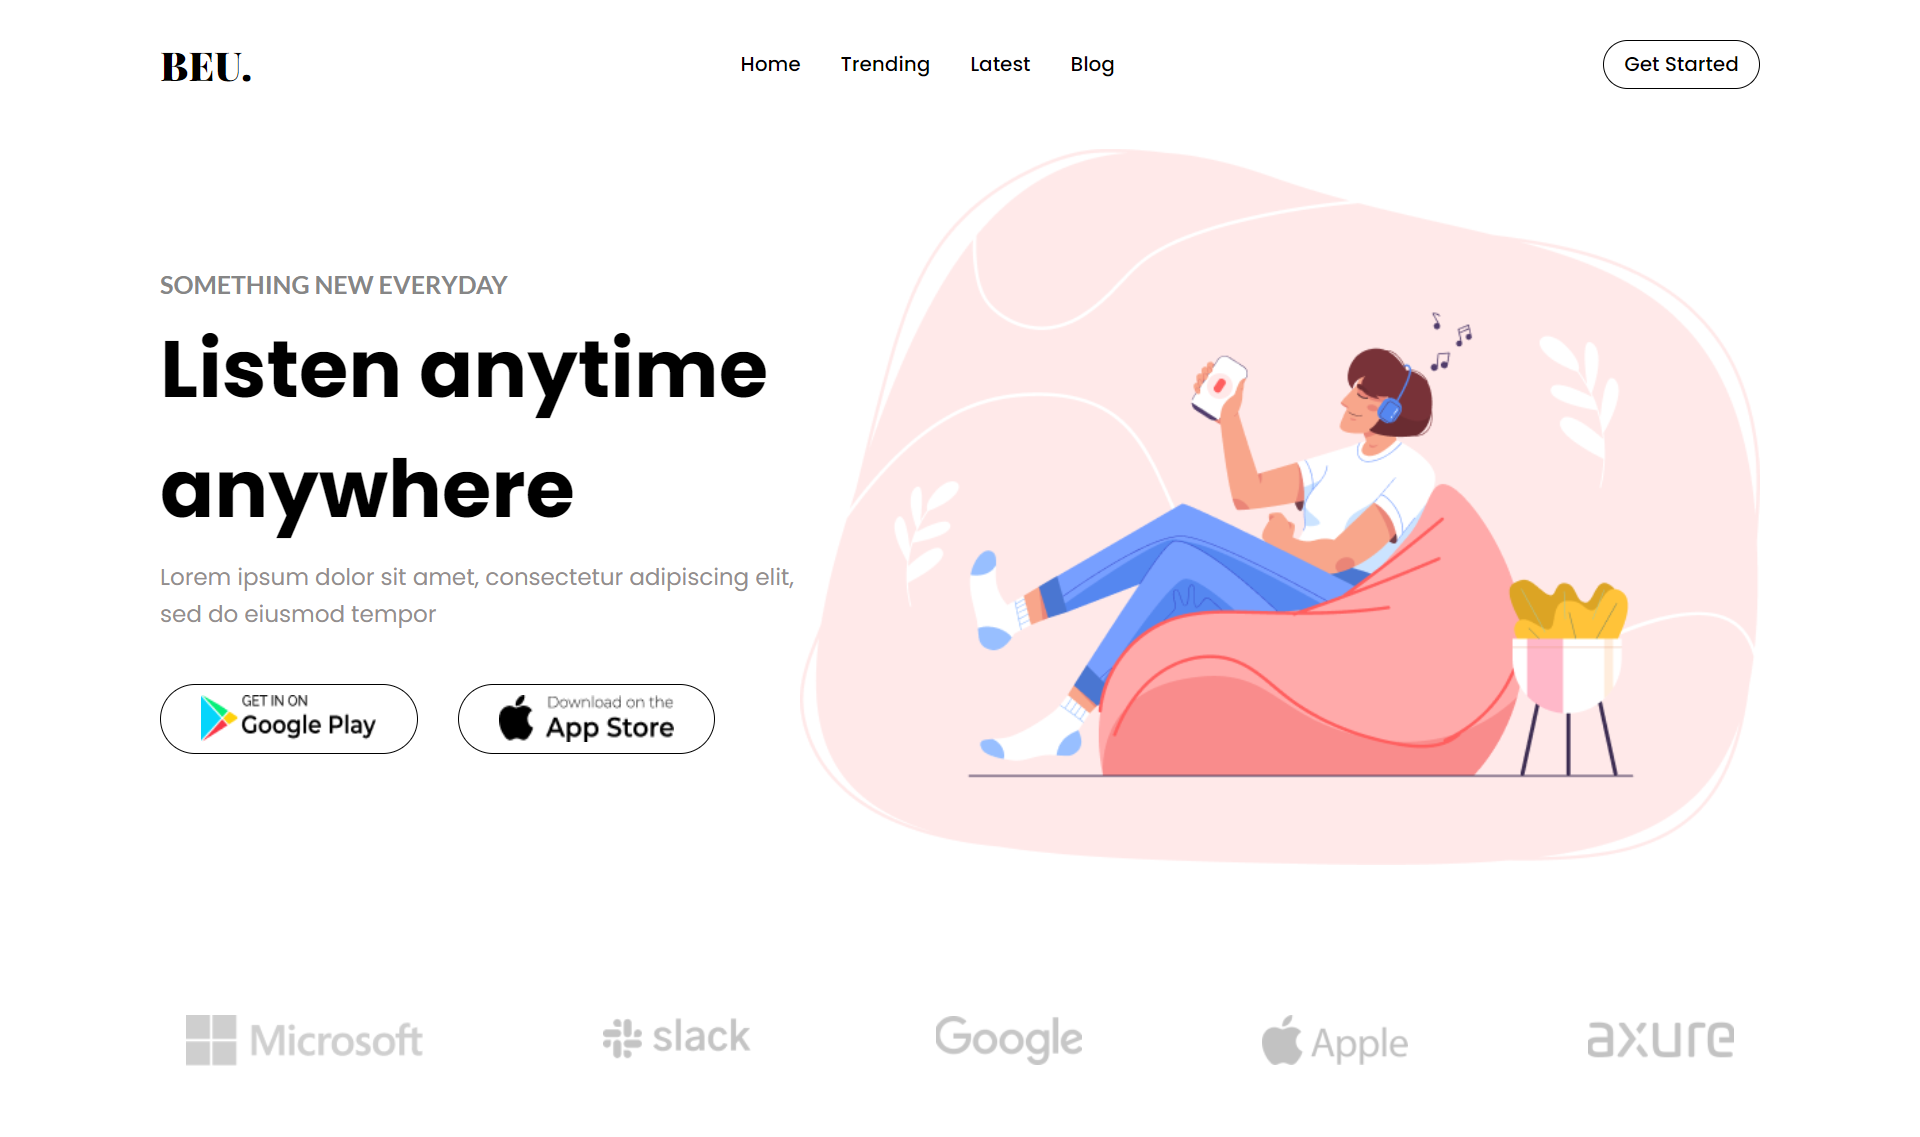 BEU.
Home Trending Latest Blog
Get Started
SOMETHING NEW EVERYDAY
Listen anytime
anywhere
Lorem ipsum dolor sit amet, consectetur adipiscing elit,
sed do eiusmod tempor
GET IN ON
Google Play
Download on the
App Store
Microsoft
slack
Google
Apple
axure